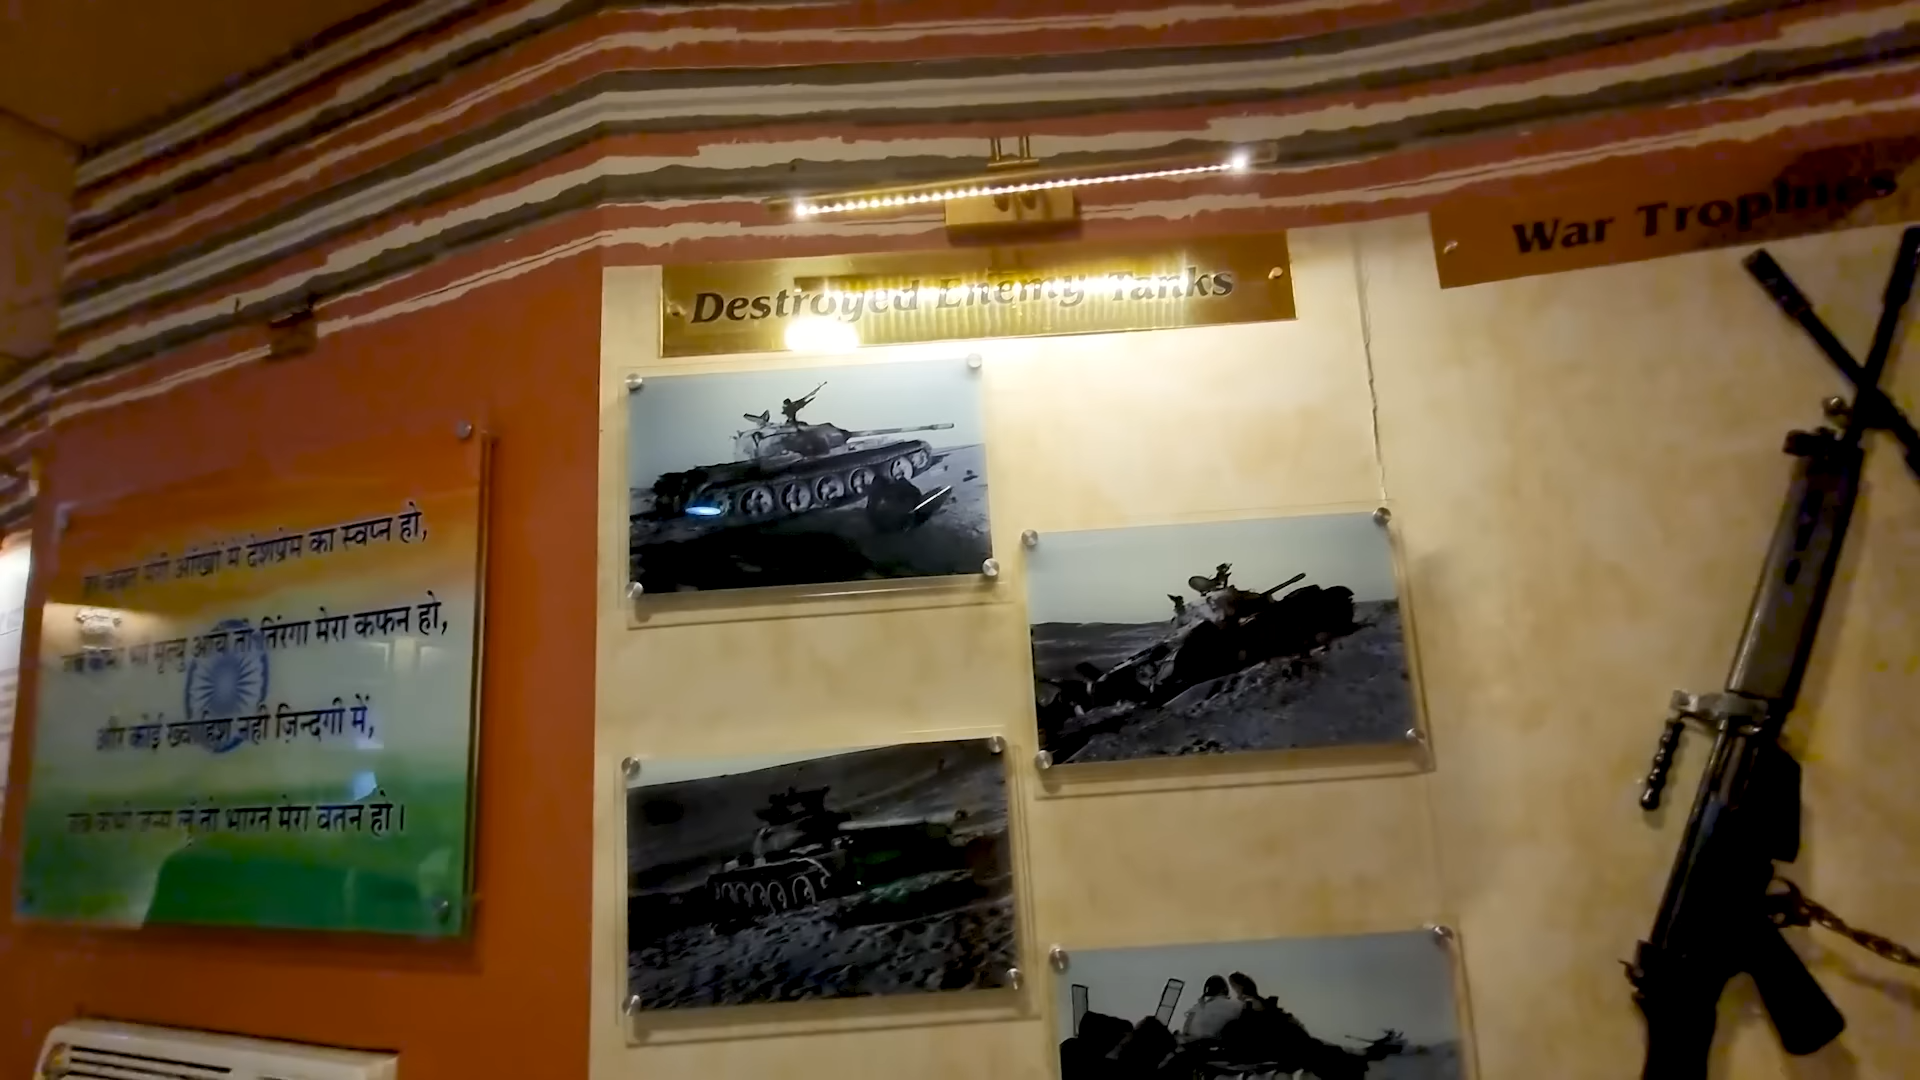 Destroyed Enemy Tanks
War Trophies
मेरी आँखों में देशप्रेम का स्वप्न हो,
मृत्यु आये तो तिरंगा मेरा कफन हो,
और कोई ख्वाहिश नही ज़िन्दगी में,
जन्म लूं तो भारत मेरा वतन हो।